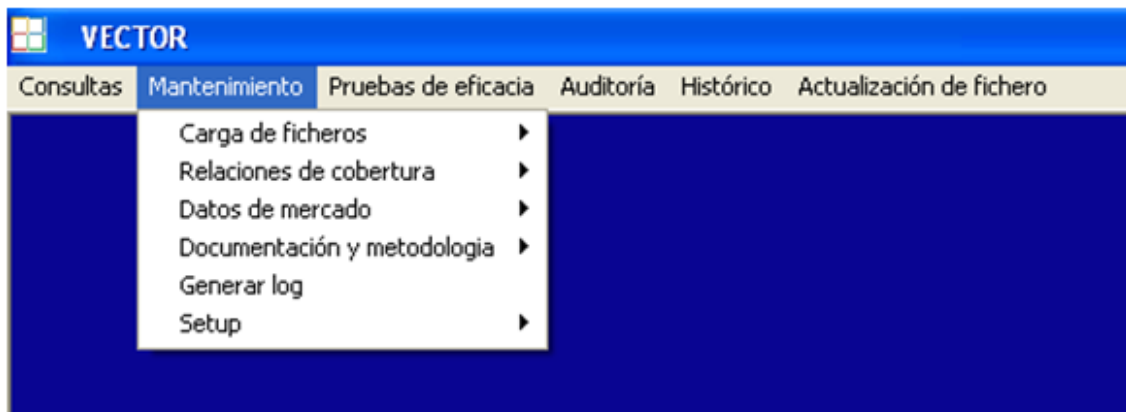 VECTOR
Consultas Mantenimiento Pruebas de eficacia Auditoría Histórico Actualización de fichero
Carga de ficheros
Relaciones de cobertura
Datos de mercado
Documentación y metodologia
Generar log
Setup